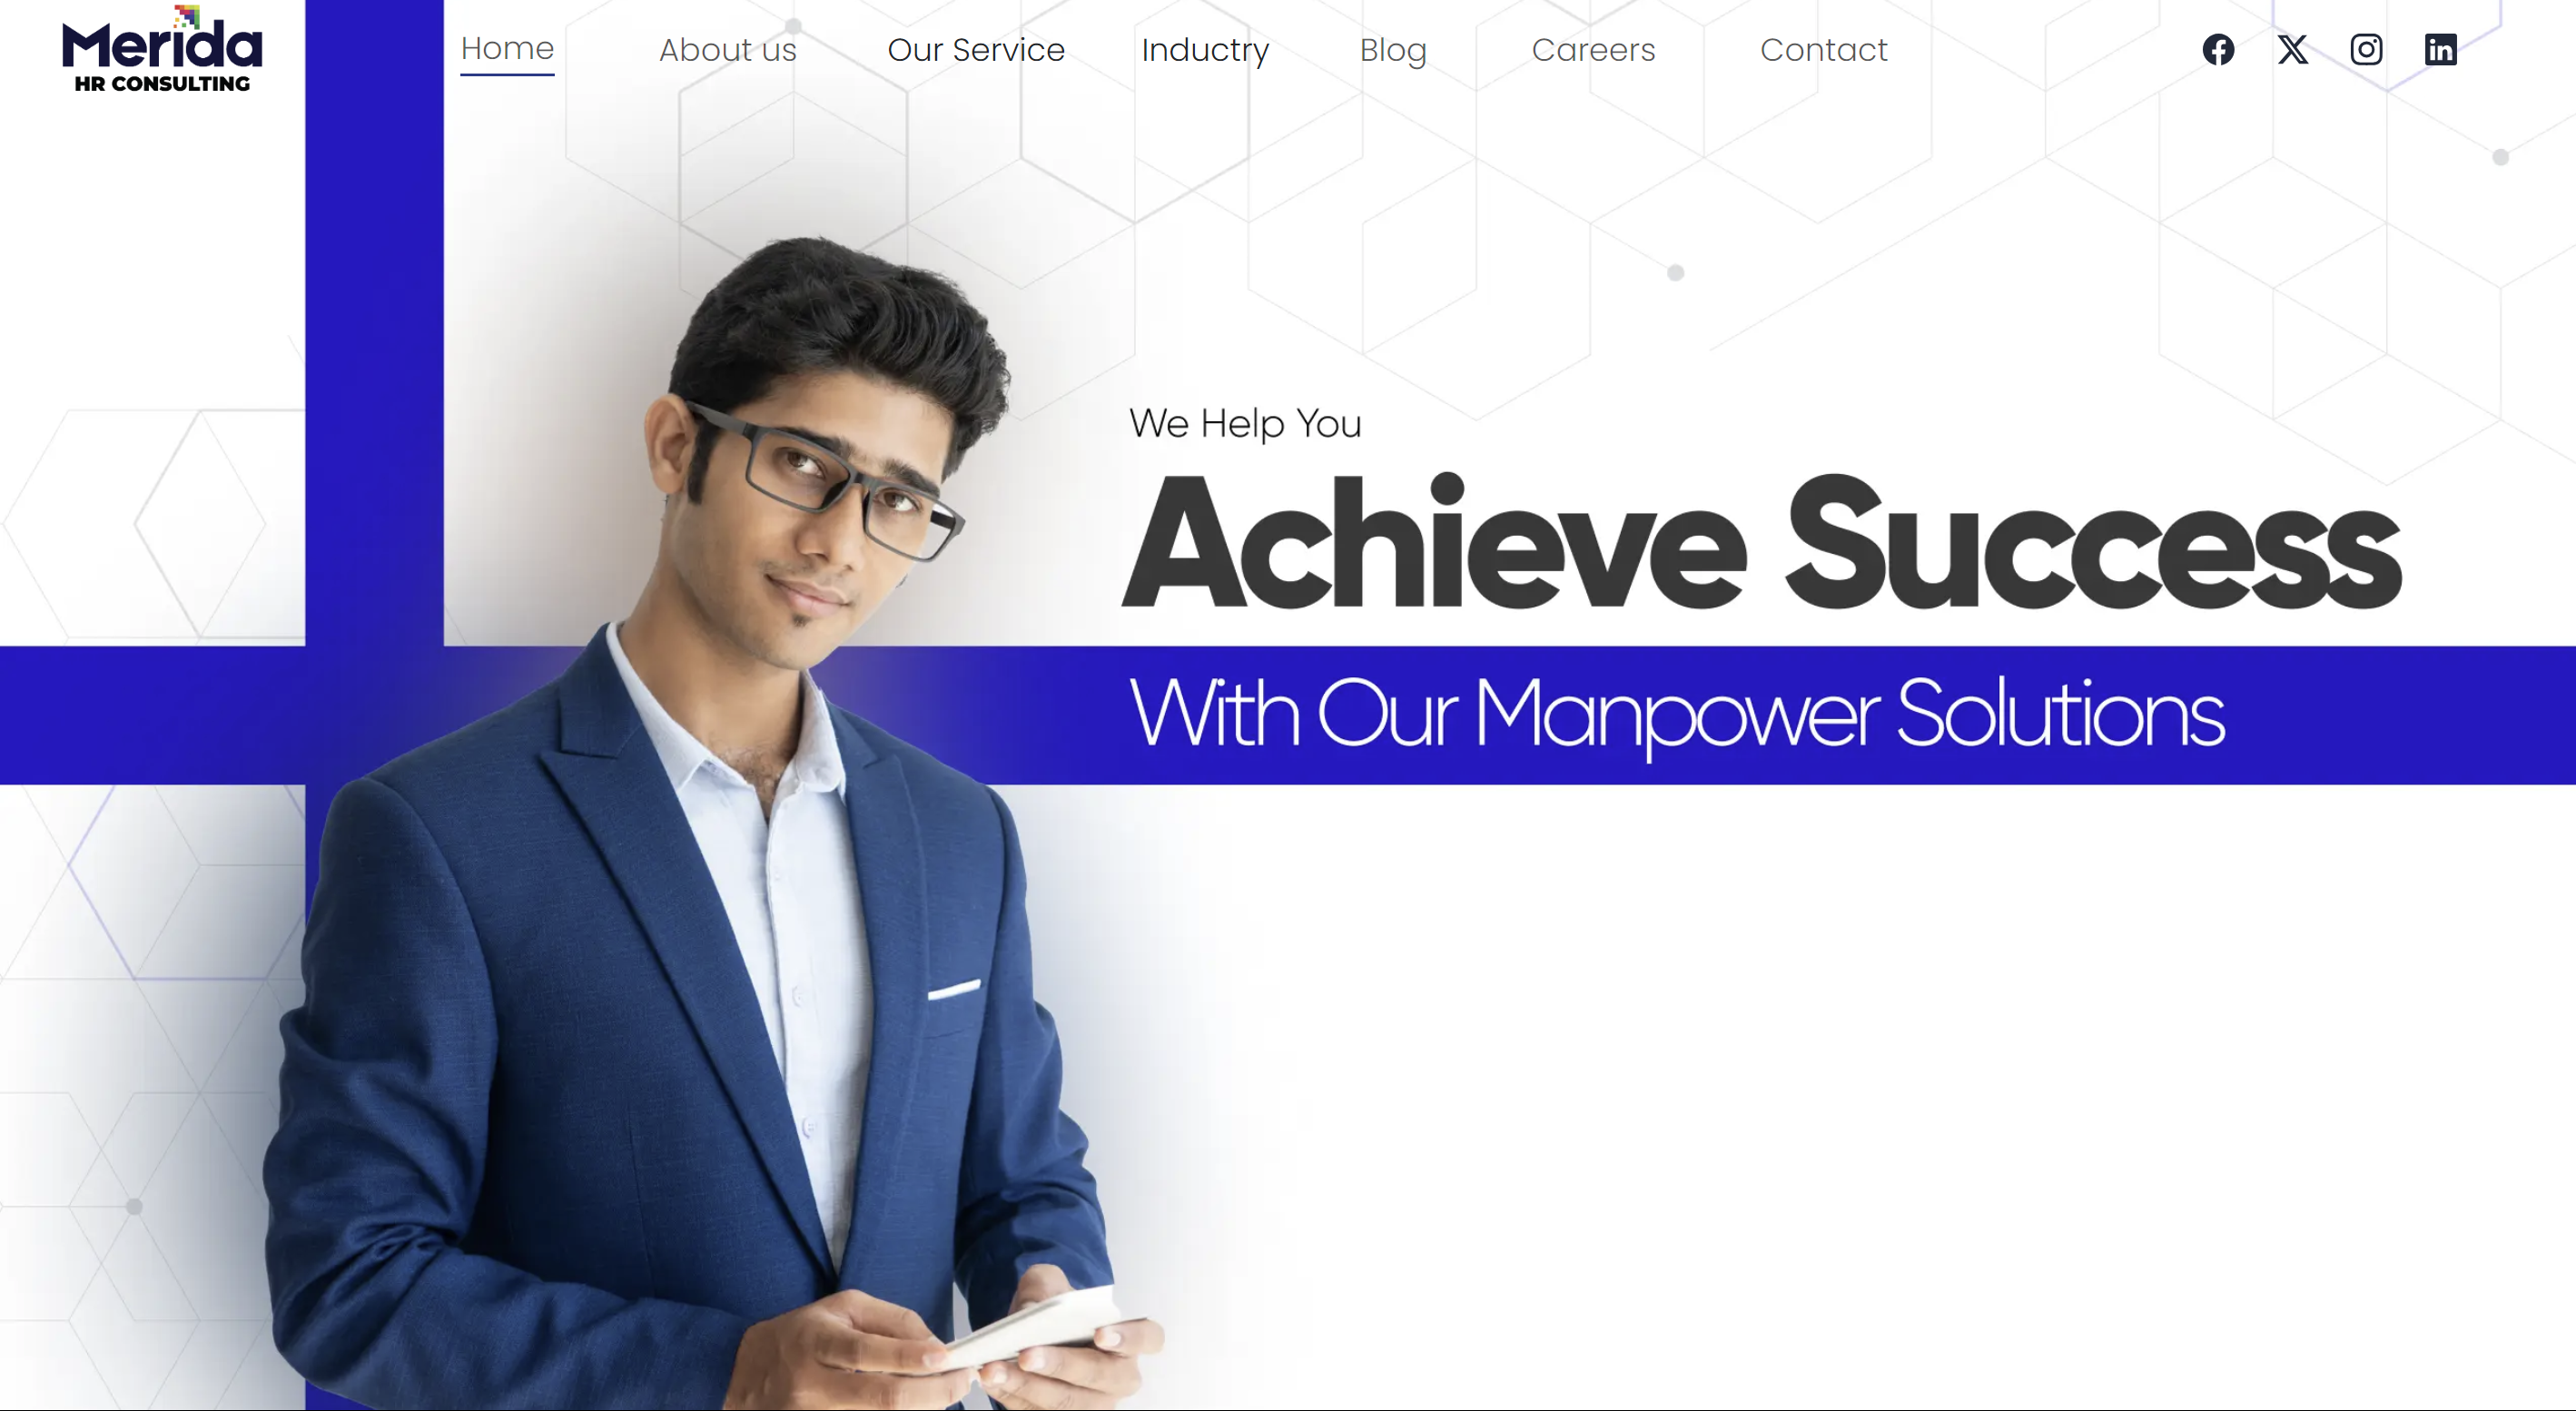 Merida
HR CONSULTING
Home
About us
Our Service
Industry
Blog
Careers
Contact
We Help You
Achieve Success
With Our Manpower Solutions